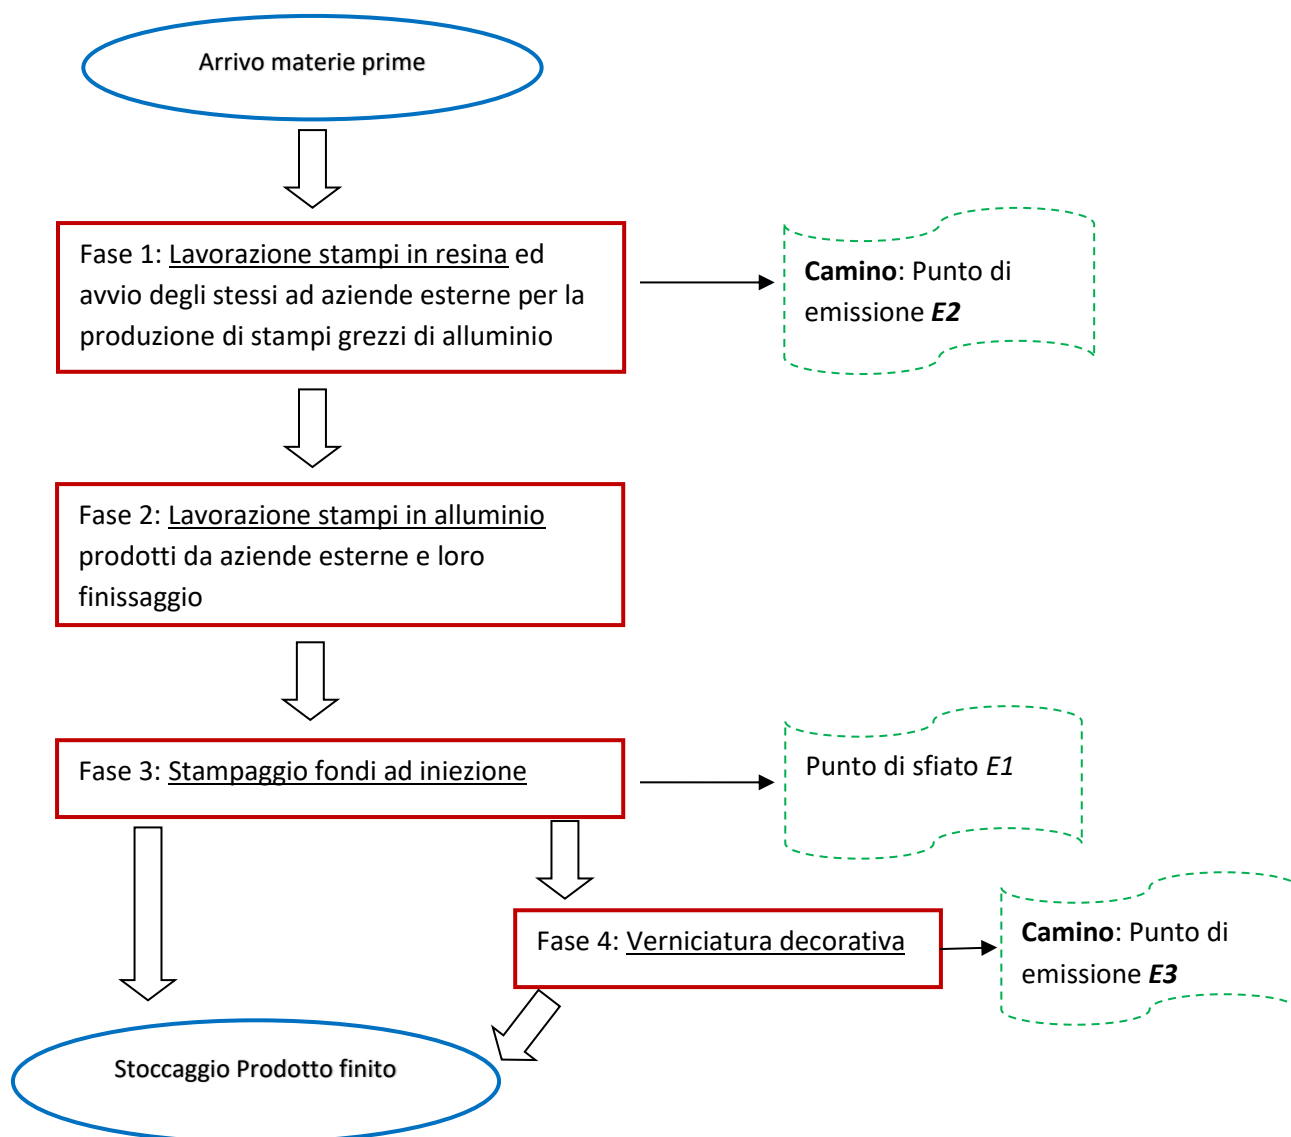 Arrivo materie prime
Fase 1: Lavorazione stampi in resina ed
avvio degli stessi ad aziende esterne per la
produzione di stampi grezzi di alluminio
Camino: Punto di
emissione E2
Fase 2: Lavorazione stampi in alluminio
prodotti da aziende esterne e loro
finissaggio
Fase 3: Stampaggio fondi ad iniezione
Punto di sfiato E1
Fase 4: Verniciatura decorativa
Camino: Punto di
emissione E3
Stoccaggio Prodotto finito